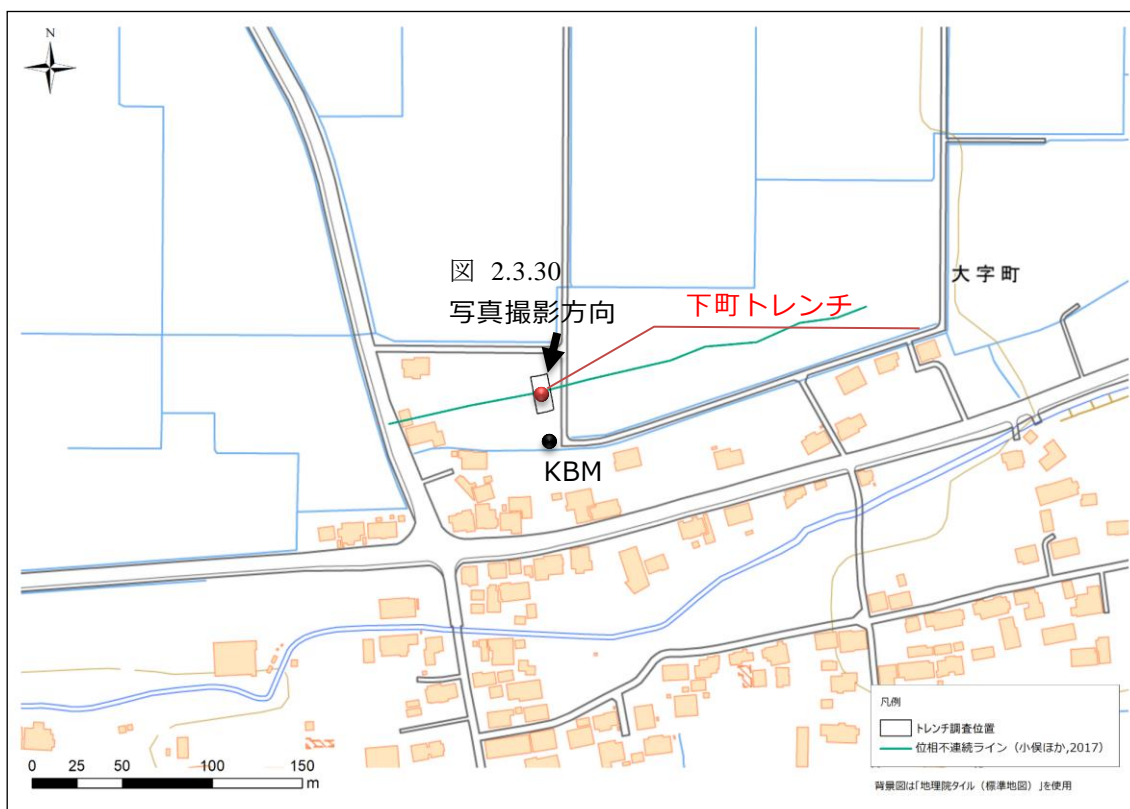 N
図 2.3.30
写真撮影方向
下町トレンチ
大字町
KBM
凡例
トレンチ調査位置
位相不連続ライン（小俣ほか,2017）
0 25 50 100 150
m
背景図は「地理院タイル（標準地図）」を使用